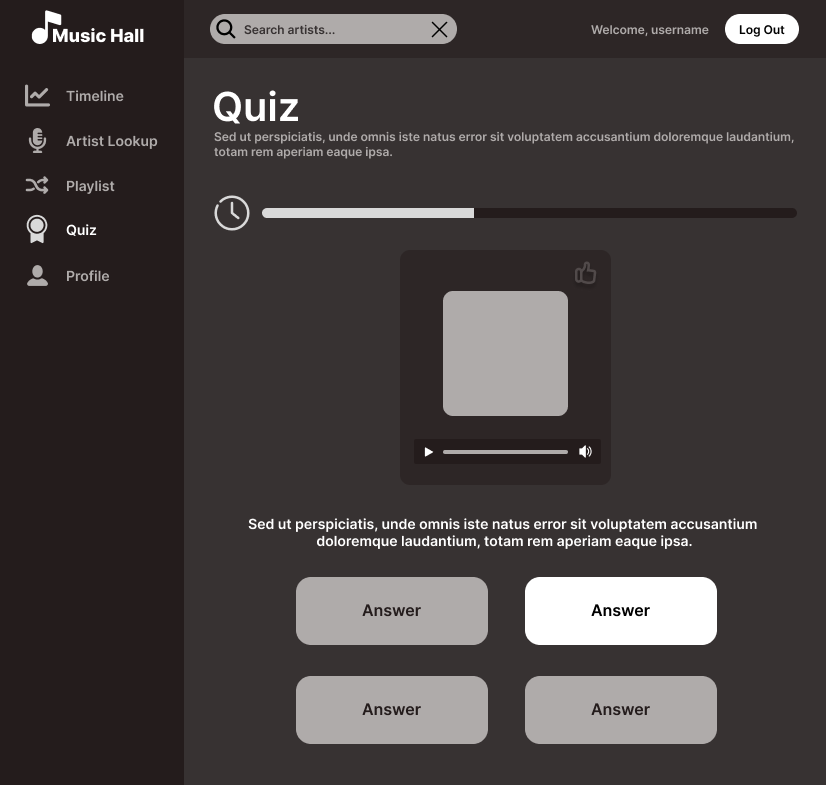 Music Hall
Search artists...
Welcome, username
Log Out
Timeline
Artist Lookup
Playlist
Quiz
Profile
Quiz
Sed ut perspiciatis, unde omnis iste natus error sit voluptatem accusantium doloremque laudantium,
totam rem aperiam eaque ipsa.
Sed ut perspiciatis, unde omnis iste natus error sit voluptatem accusantium
doloremque laudantium, totam rem aperiam eaque ipsa.
Answer
Answer
Answer
Answer